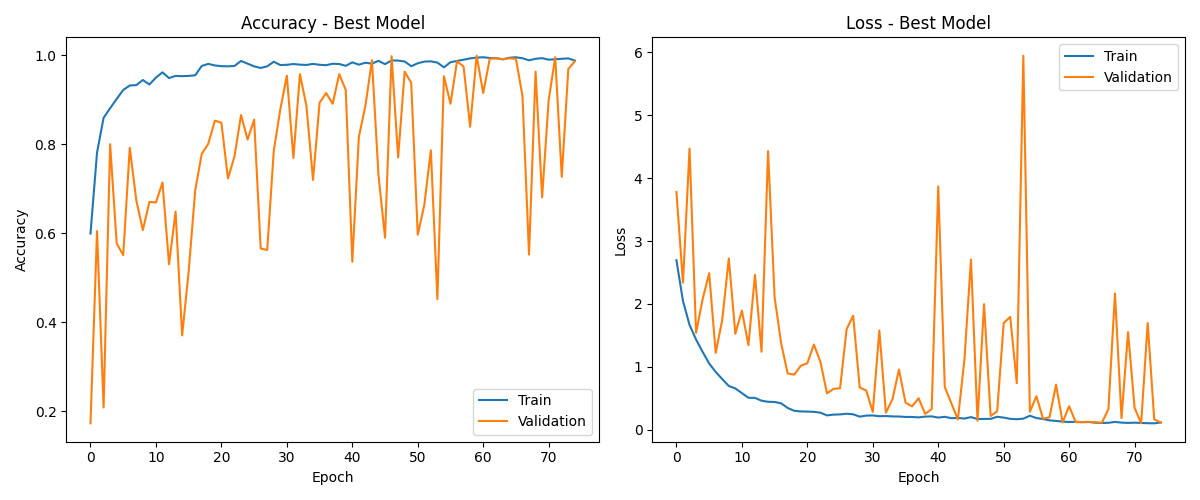 Accuracy - Best Model
Accuracy
1.0
0.8
0.6
0.4
0.2
0 10 20 30 40 50 60 70
Epoch
Train
Validation
Loss - Best Model
Loss
6
5
4
3
2
1
0
0 10 20 30 40 50 60 70
Epoch
Train
Validation